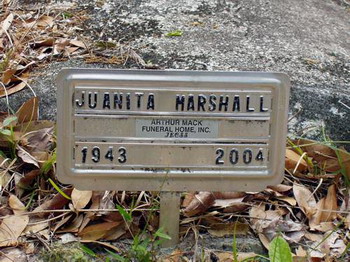 JUANITA MARSHALL
ARTHUR MACK
FUNERAL HOME, INC.
1943 2004